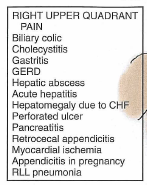 RIGHT UPPER QUADRANT
PAIN
Biliary colic
Cholecystitis
Gastritis
GERD
Hepatic abscess
Acute hepatitis
Hepatomegaly due to CHF
Perforated ulcer
Pancreatitis
Retrocecal appendicitis
Myocardial ischemia
Appendicitis in pregnancy
RLL pneumonia